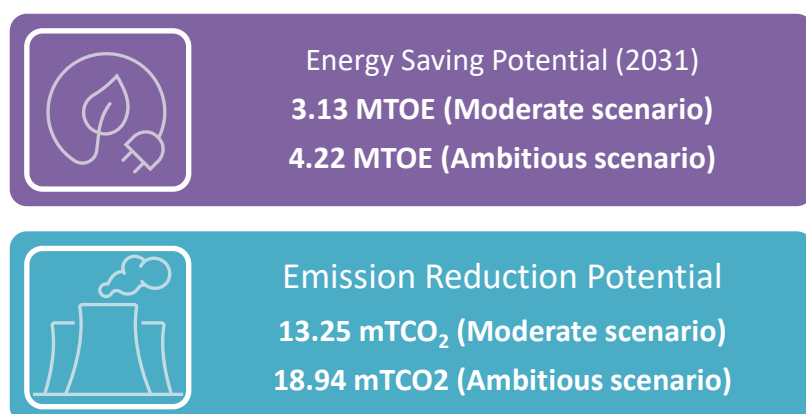 Energy Saving Potential (2031)
3.13 MTOE (Moderate scenario)
4.22 MTOE (Ambitious scenario)
Emission Reduction Potential
13.25 mTCO₂ (Moderate scenario)
18.94 mTCO2 (Ambitious scenario)